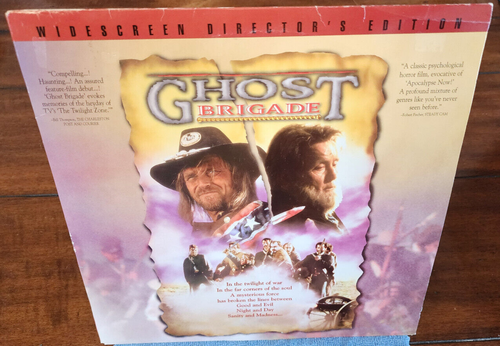 WIDESCREEN DIRECTOR'S EDITION
"Compelling...!
Haunting...! An assured
feature-film debut...!
'Ghost Brigade' evokes
memories of the heyday of
TV's 'The Twilight Zone.'"
"A classic psychological
horror film, evocative of
'Apocalypse Now!'
A profound mixture of
genres like you've never
seen before."
GHOST
BRIGADE
In the twilight of war
In the far corners of the soul
A mysterious force
has broken the lines between
Good and Evil
Night and Day
Sanity and Madness...